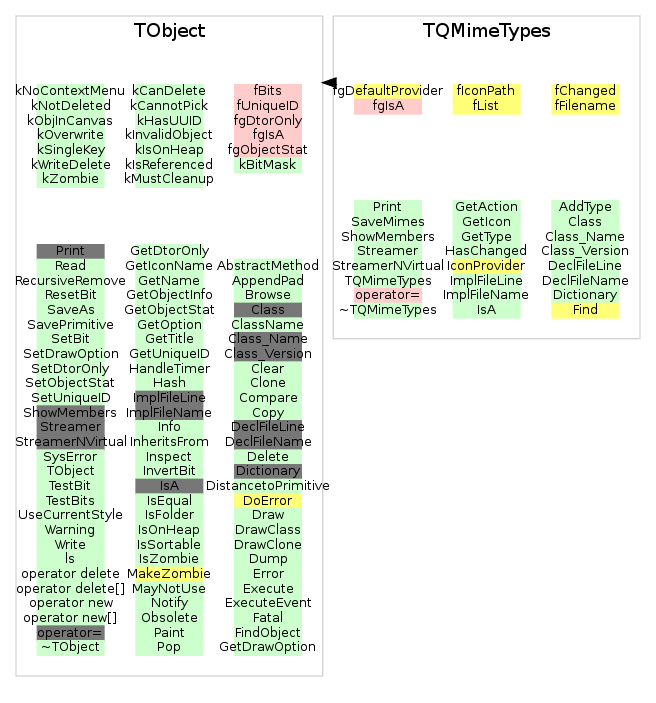 TObject
kNoContextMenu kCanDelete fBits
kNotDeleted kCannotPick fUniqueID
kObjInCanvas kHasUUID fgDtorOnly
kOverwrite kInvalidObject fgIsA
kSingleKey kIsOnHeap fgObjectStat
kWriteDelete kIsReferenced kBitMask
kZombie kMustCleanup
Print GetDtorOnly
Read GetIconName AbstractMethod
RecursiveRemove GetName AppendPad
ResetBit GetObjectInfo Browse
SaveAs GetObjectStat Class
SavePrimitive GetOption ClassName
SetBit GetTitle Class_Name
SetDrawOption GetUniqueID Class_Version
SetDtorOnly HandleTimer Clear
SetObjectStat Hash Clone
SetUniqueID ImplFileLine Compare
ShowMembers ImplFileName Copy
Streamer Info DeclFileLine
StreamerNVirtual InheritsFrom DeclFileName
SysError Inspect Delete
TObject InvertBit Dictionary
TestBit IsA DistancetoPrimitive
TestBits IsEqual DoError
UseCurrentStyle IsFolder Draw
Warning IsOnHeap DrawClass
Write IsSortable DrawClone
ls IsZombie Dump
operator delete MakeZombie Error
operator delete[] MayNotUse Execute
operator new Notify ExecuteEvent
operator new[] Obsolete Fatal
operator= Paint FindObject
~TObject Pop GetDrawOption
TQMimeTypes
fgDefaultProvider fIconPath fChanged
fgIsA fList fFilename
Print GetAction AddType
SaveMimes GetIcon Class
ShowMembers GetType Class_Name
Streamer HasChanged Class_Version
StreamerNVirtual IconProvider DeclFileLine
TQMimeTypes ImplFileLine DeclFileName
operator= ImplFileName Dictionary
~TQMimeTypes IsA Find